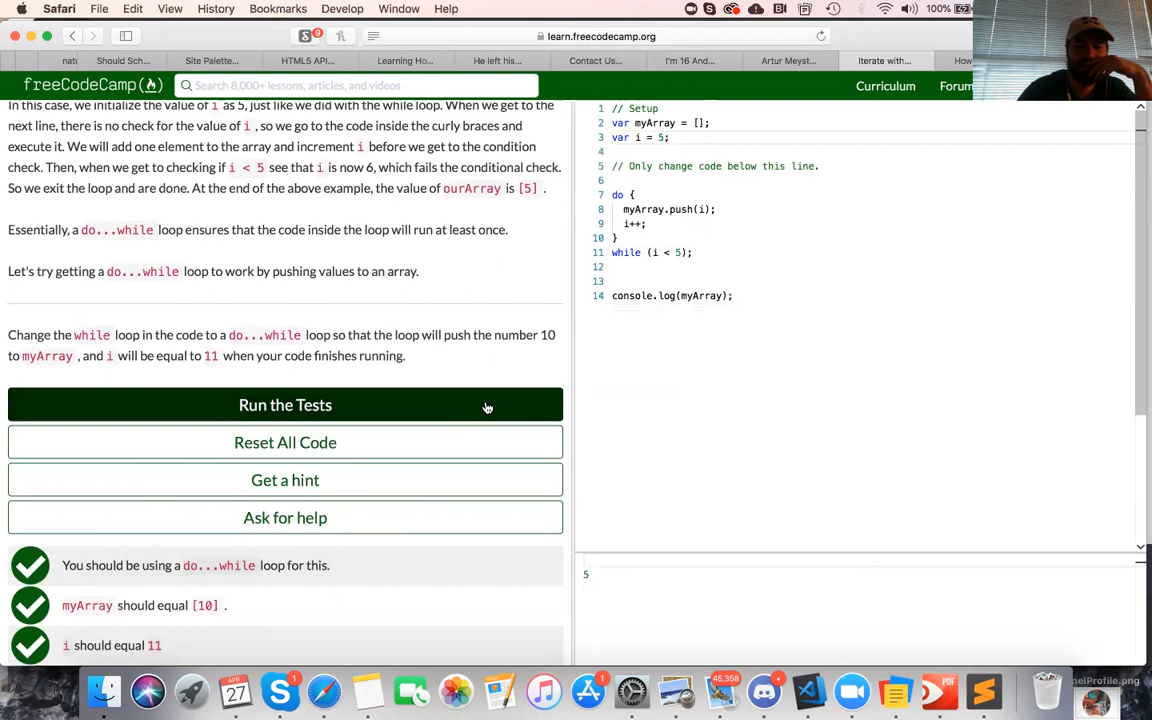 Safari File Edit View History Bookmarks Develop Window Help 100%
9 learn.freecodecamp.org
nati Should Sch... Site Palette... HTML5 API... Learning Ho... He left his... Contact Us... I'm 16 And... Artur Meyst... Iterate with... How
freeCodeCamp Search 8,000+ lessons, articles, and videos Curriculum Forum
In this case, we initialize the value of i as 5, just like we did with the while loop. When we get to the
next line, there is no check for the value of i , so we go to the code inside the curly braces and
execute it. We will add one element to the array and increment i before we get to the condition
check. Then, when we get to checking if i < 5 see that i is now 6, which fails the conditional check.
So we exit the loop and are done. At the end of the above example, the value of ourArray is [5] .
Essentially, a do...while loop ensures that the code inside the loop will run at least once.
Let's try getting a do...while loop to work by pushing values to an array.
Change the while loop in the code to a do...while loop so that the loop will push the number 10
to myArray , and i will be equal to 11 when your code finishes running.
Run the Tests
Reset All Code
Get a hint
Ask for help
You should be using a do...while loop for this.
myArray should equal [10] .
i should equal 11
1 // Setup
2 var myArray = [];
3 var i = 5;
4
5 // Only change code below this line.
6
7 do {
8 myArray.push(i);
9 i++;
10 }
11 while (i < 5);
12
13
14 console.log(myArray);
5
APR
27
1
1
45,358
nelProfile.png